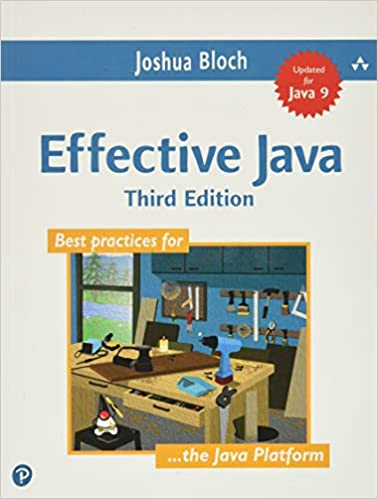 Joshua Bloch
Updated
for
Java 9
Effective Java
Third Edition
Best practices for
...the Java Platform
P